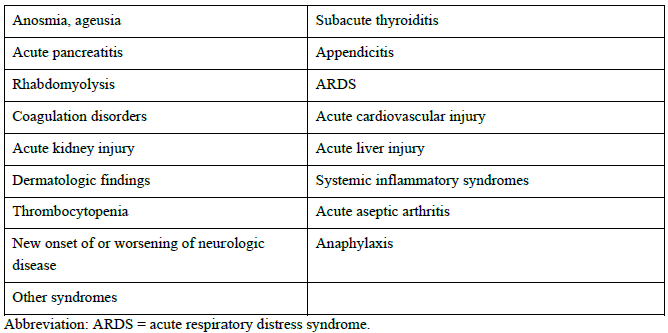 Anosmia, ageusia
Subacute thyroiditis
Acute pancreatitis
Appendicitis
Rhabdomyolysis
ARDS
Coagulation disorders
Acute cardiovascular injury
Acute kidney injury
Acute liver injury
Dermatologic findings
Systemic inflammatory syndromes
Thrombocytopenia
Acute aseptic arthritis
New onset of or worsening of neurologic
disease
Anaphylaxis
Other syndromes
Abbreviation: ARDS = acute respiratory distress syndrome.